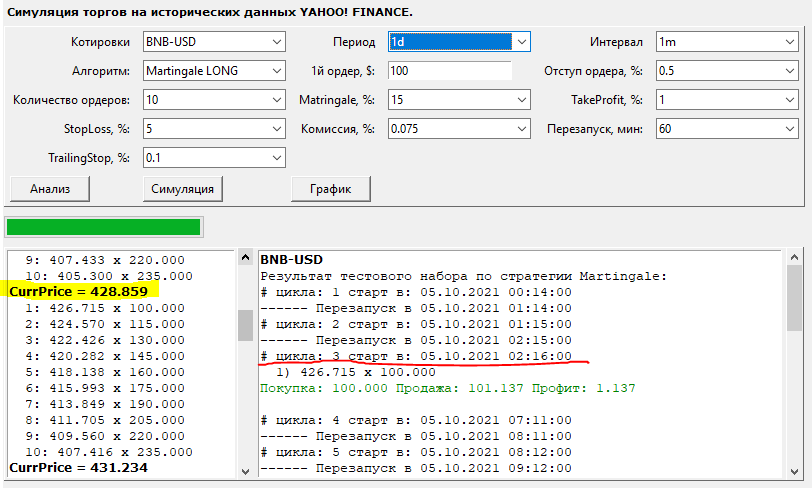 Симуляция торгов на исторических данных YAHOO! FINANCE.
Котировки BNB-USD Период 1d Интервал 1m
Алгоритм: Martingale LONG 1й ордер, $: 100 Отступ ордера, %: 0.5
Количество ордеров: 10 Matringale, %: 15 TakeProfit, %: 1
StopLoss, %: 5 Комиссия, %: 0.075 Перезапуск, мин: 60
TrailingStop, %: 0.1
Анализ Симуляция График
9: 407.433 x 220.000
10: 405.300 x 235.000
CurrPrice = 428.859
1: 426.715 x 100.000
2: 424.570 x 115.000
3: 422.426 x 130.000
4: 420.282 x 145.000
5: 418.138 x 160.000
6: 415.993 x 175.000
7: 413.849 x 190.000
8: 411.705 x 205.000
9: 409.560 x 220.000
10: 407.416 x 235.000
CurrPrice = 431.234
BNB-USD
Результат тестового набора по стратегии Martingale:
# цикла: 1 старт в: 05.10.2021 00:14:00
------ Перезапуск в 05.10.2021 01:14:00
# цикла: 2 старт в: 05.10.2021 01:15:00
------ Перезапуск в 05.10.2021 02:15:00
# цикла: 3 старт в: 05.10.2021 02:16:00
1) 426.715 x 100.000
Покупка: 100.000 Продажа: 101.137 Профит: 1.137
# цикла: 4 старт в: 05.10.2021 07:11:00
------ Перезапуск в 05.10.2021 08:11:00
# цикла: 5 старт в: 05.10.2021 08:12:00
------ Перезапуск в 05.10.2021 09:12:00